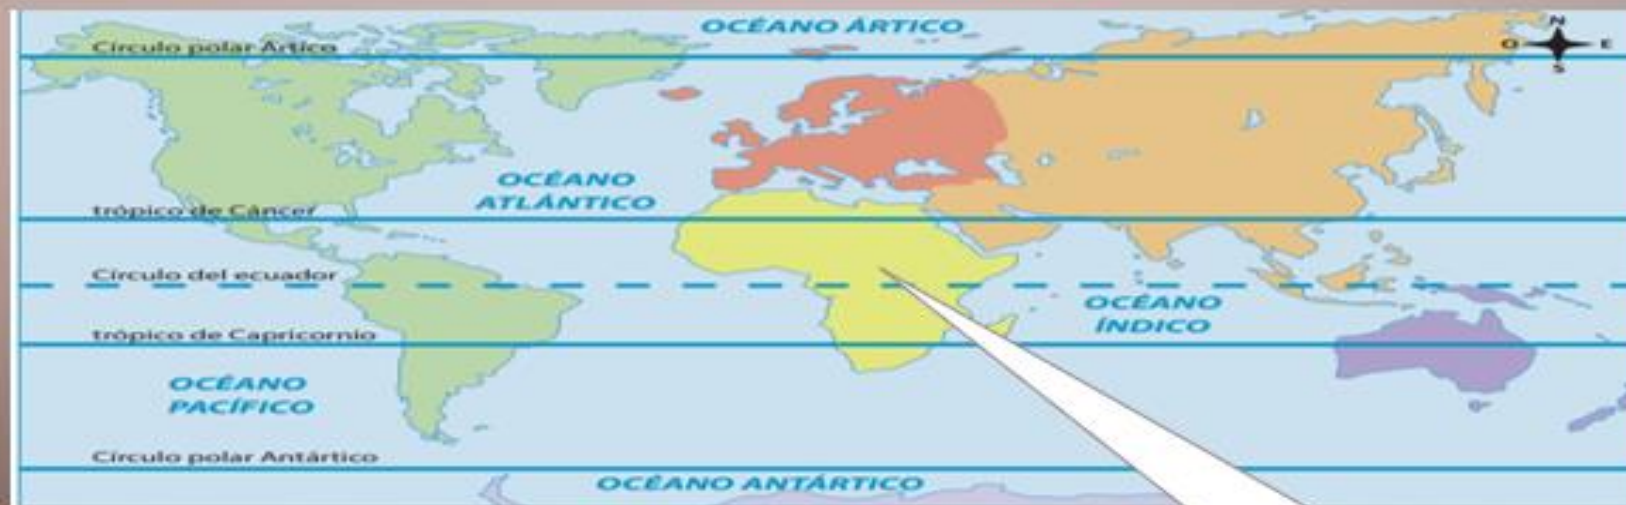 OCÉANO ÁRTICO
Círculo polar Ártico
N
O
E
S
OCÉANO
ATLÁNTICO
trópico de Cáncer
Círculo del ecuador
OCÉANO
ÍNDICO
trópico de Capricornio
OCÉANO
PACÍFICO
Círculo polar Antártico
OCÉANO ANTÁRTICO